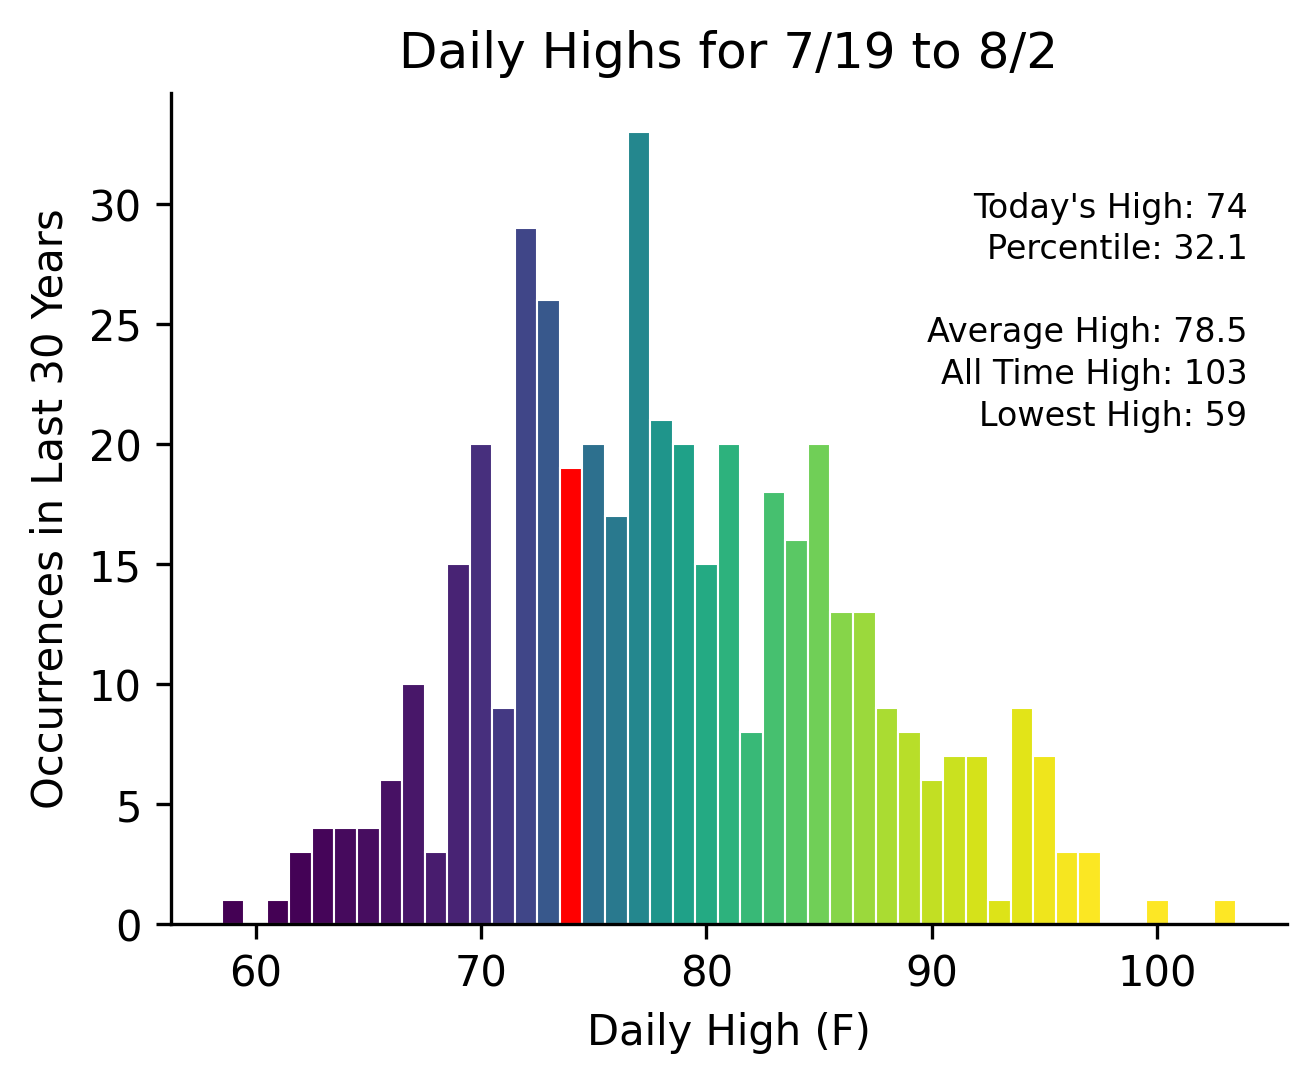 Daily Highs for 7/19 to 8/2
Occurrences in Last 30 Years
30
25
20
15
10
5
0
Today's High: 74
Percentile: 32.1
Average High: 78.5
All Time High: 103
Lowest High: 59
60 70 80 90 100
Daily High (F)